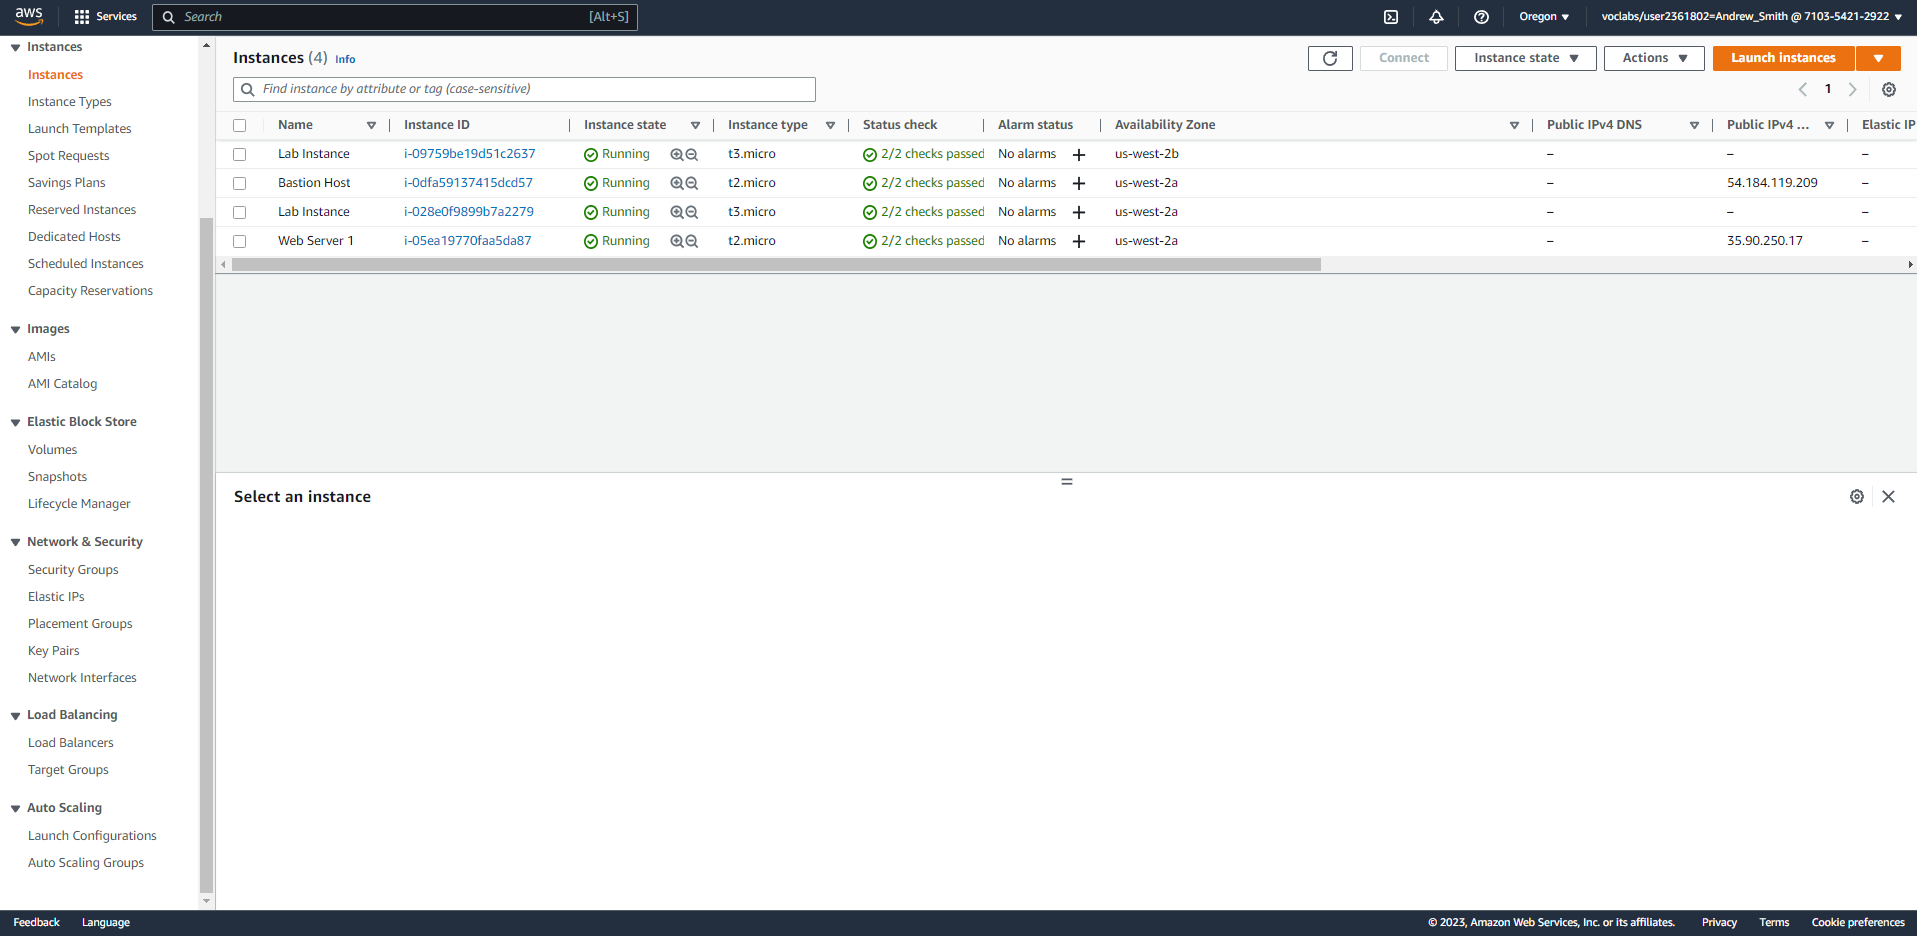 aws Services Search [Alt+S] Oregon voclabs/user2361802=Andrew_Smith @ 7103-5421-2922
Instances
Instances
Instance Types
Launch Templates
Spot Requests
Savings Plans
Reserved Instances
Dedicated Hosts
Scheduled Instances
Capacity Reservations
Images
AMIs
AMI Catalog
Elastic Block Store
Volumes
Snapshots
Lifecycle Manager
Network & Security
Security Groups
Elastic IPs
Placement Groups
Key Pairs
Network Interfaces
Load Balancing
Load Balancers
Target Groups
Auto Scaling
Launch Configurations
Auto Scaling Groups
Instances (4) Info Connect Instance state Actions Launch instances
Find instance by attribute or tag (case-sensitive) 1
Name Instance ID Instance state Instance type Status check Alarm status Availability Zone Public IPv4 DNS Public IPv4 ... Elastic IP
Lab Instance i-09759be19d51c2637 Running t3.micro 2/2 checks passed No alarms + us-west-2b – – –
Bastion Host i-0dfa59137415dcd57 Running t2.micro 2/2 checks passed No alarms + us-west-2a – 54.184.119.209 –
Lab Instance i-028e0f9899b7a2279 Running t3.micro 2/2 checks passed No alarms + us-west-2a – – –
Web Server 1 i-05ea19770faa5da87 Running t2.micro 2/2 checks passed No alarms + us-west-2a – 35.90.250.17 –
Select an instance
Feedback Language © 2023, Amazon Web Services, Inc. or its affiliates. Privacy Terms Cookie preferences